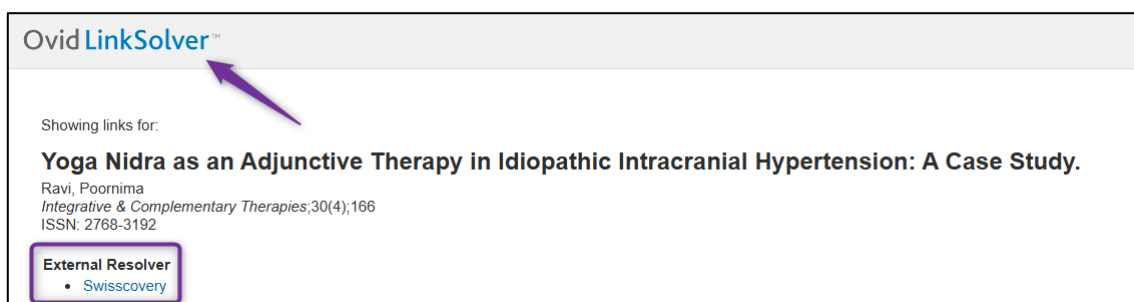 Ovid LinkSolver™
Showing links for:
Yoga Nidra as an Adjunctive Therapy in Idiopathic Intracranial Hypertension: A Case Study.
Ravi, Poornima
Integrative & Complementary Therapies;30(4);166
ISSN: 2768-3192
External Resolver
• Swisscovery